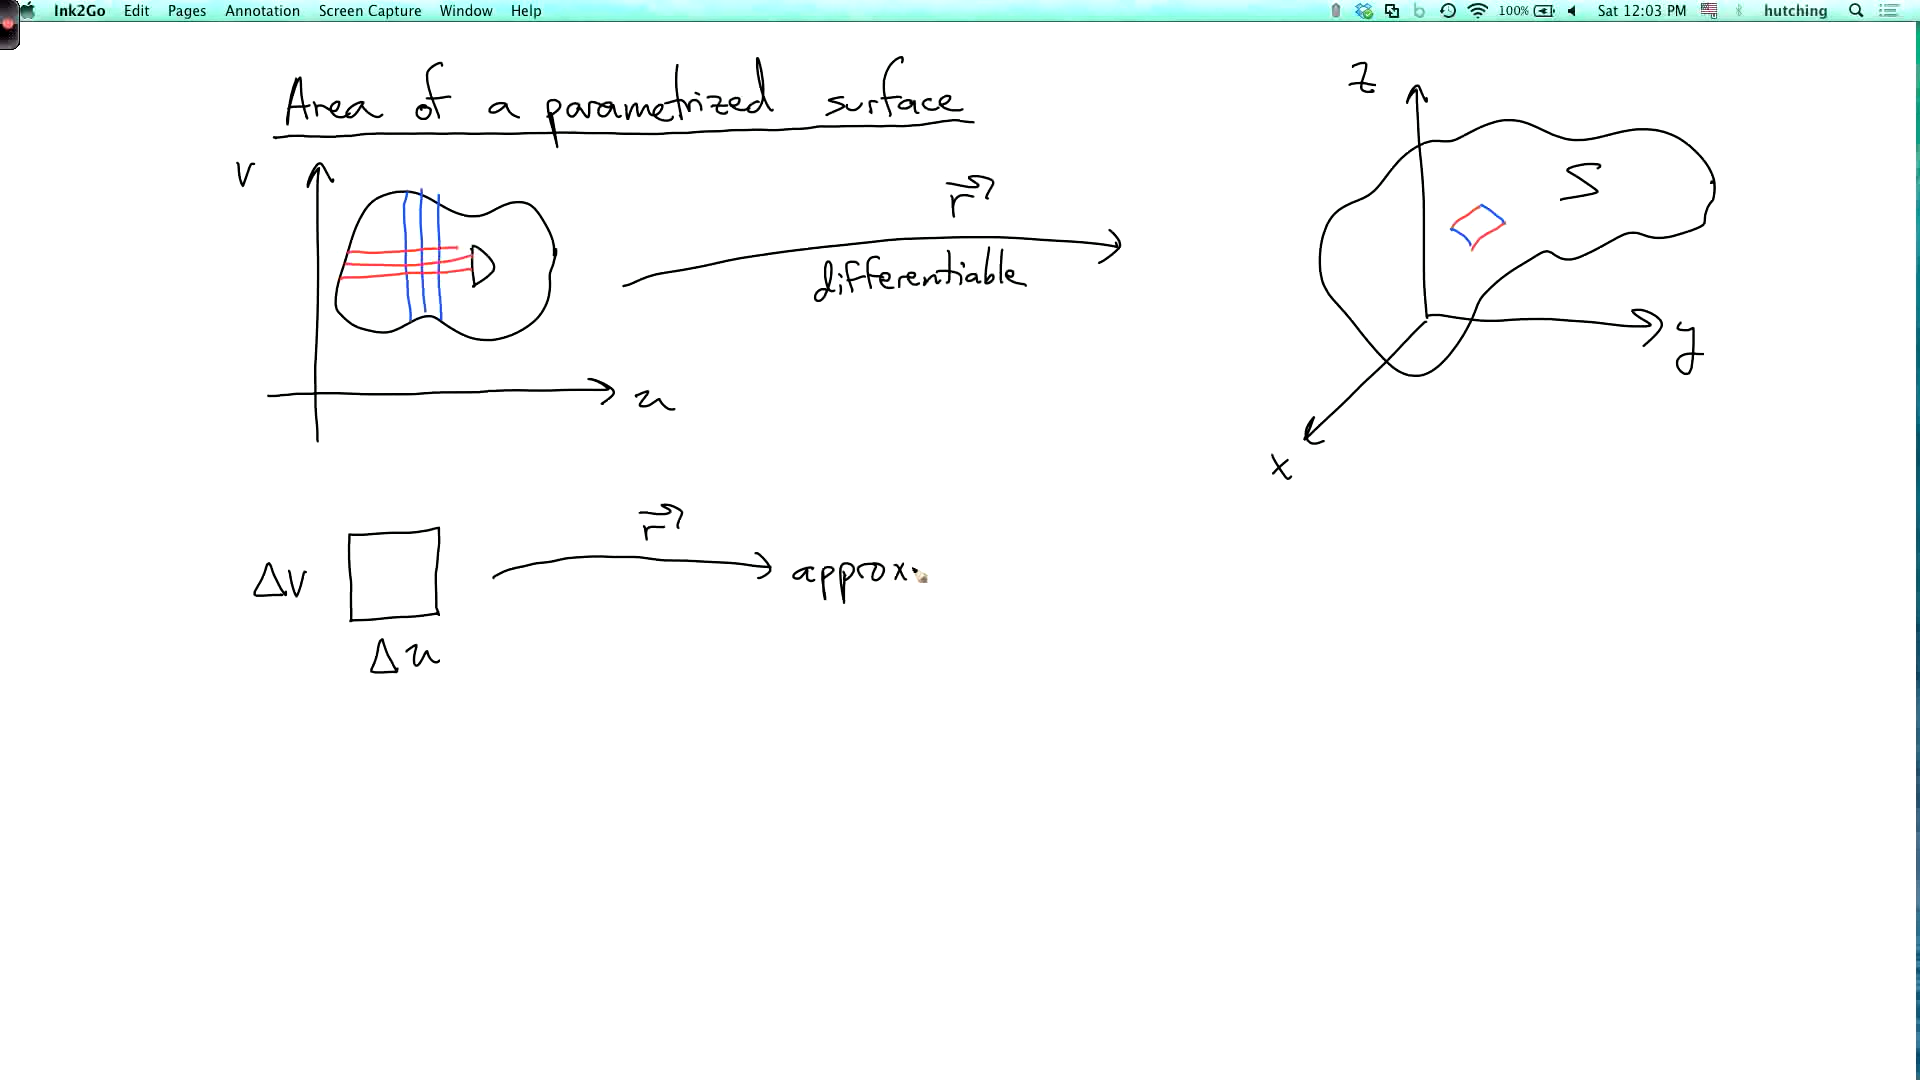 Ink2Go Edit Pages Annotation Screen Capture Window Help 100% Sat 12:03 PM hutching
Area of a parametrized surface
v
D
u
r
differentiable
z
S
y
x
Δv
Δu
r
approx.